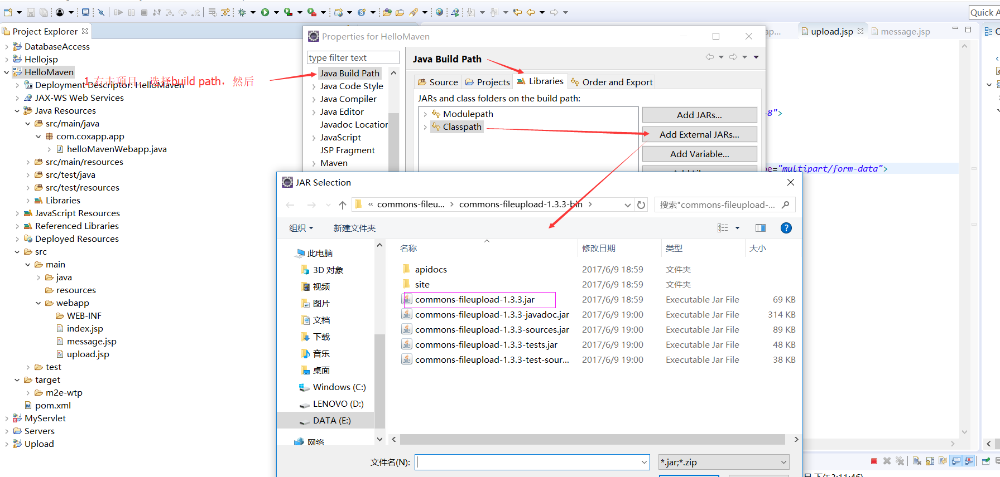 Quick A
Project Explorer
DatabaseAccess
Hellojsp
HelloMaven
Deployment Descriptor: HelloMaven
1.右击项目，选择build path，然后
JAX-WS Web Services
Java Resources
src/main/java
com.coxapp.app
helloMavenWebapp.java
src/main/resources
src/test/java
src/test/resources
Libraries
JavaScript Resources
Referenced Libraries
Deployed Resources
src
main
java
resources
webapp
WEB-INF
index.jsp
message.jsp
upload.jsp
test
target
m2e-wtp
pom.xml
MyServlet
Servers
Upload
Properties for HelloMaven
type filter text
Java Build Path
Java Code Style
Java Compiler
Java Editor
Javadoc Location
JavaScript
JSP Fragment
Maven
Java Build Path
Source
Projects
Libraries
Order and Export
JARs and class folders on the build path:
Modulepath
Classpath
Add JARs...
Add External JARs...
Add Variable...
ap...
upload.jsp
message.jsp
-8">
pe="multipart/form-data">
JAR Selection
« commons-fileu... › commons-fileupload-1.3.3-bin ›
搜索"commons-fileupload-...
组织
新建文件夹
此电脑
3D 对象
视频
图片
文档
下载
音乐
桌面
Windows (C:)
LENOVO (D:)
DATA (E:)
网络
名称 修改日期 类型 大小
apidocs 2017/6/9 18:59 文件夹
site 2017/6/9 18:59 文件夹
commons-fileupload-1.3.3.jar 2017/6/9 18:59 Executable Jar File 69 KB
commons-fileupload-1.3.3-javadoc.jar 2017/6/9 19:00 Executable Jar File 314 KB
commons-fileupload-1.3.3-sources.jar 2017/6/9 19:00 Executable Jar File 89 KB
commons-fileupload-1.3.3-tests.jar 2017/6/9 19:00 Executable Jar File 48 KB
commons-fileupload-1.3.3-test-sour... 2017/6/9 19:00 Executable Jar File 38 KB
文件名(N):
*.jar;*.zip